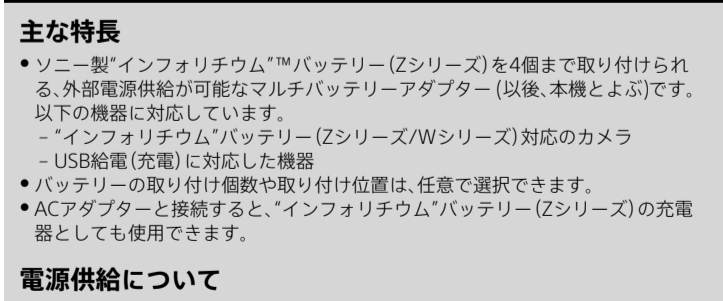 主な特長
● ソニー製“インフォリチウム”™バッテリー(Zシリーズ)を4個まで取り付けられ
る、外部電源供給が可能なマルチバッテリーアダプター(以後、本機とよぶ)です。
以下の機器に対応しています。
– “インフォリチウム”バッテリー(Zシリーズ/Wシリーズ)対応のカメラ
– USB給電(充電)に対応した機器
● バッテリーの取り付け個数や取り付け位置は、任意で選択できます。
● ACアダプターと接続すると、“インフォリチウム”バッテリー(Zシリーズ)の充電
器としても使用できます。
電源供給について